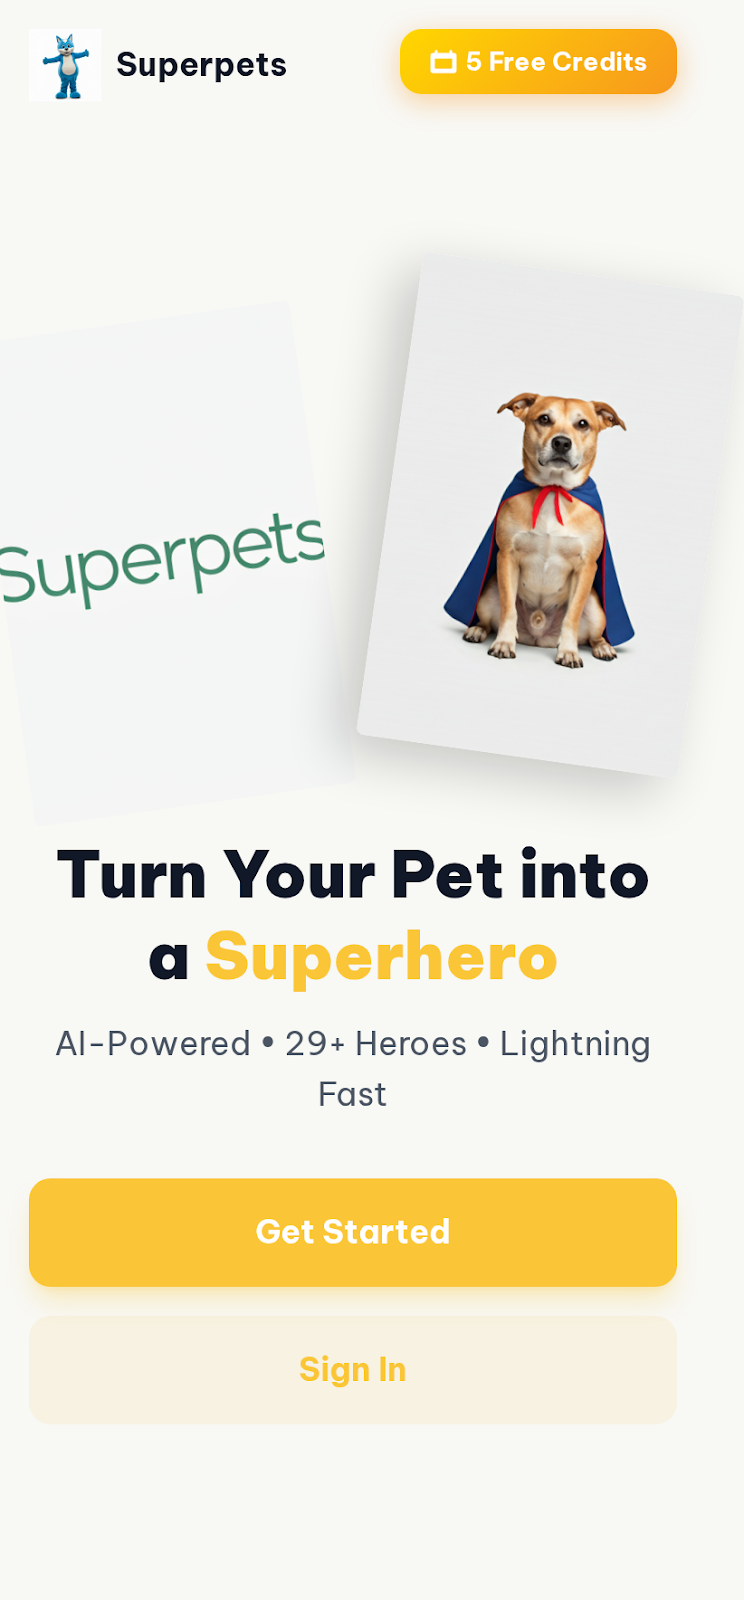 Superpets
5 Free Credits
Superpets
Turn Your Pet into
a Superhero
AI-Powered • 29+ Heroes • Lightning
Fast
Get Started
Sign In